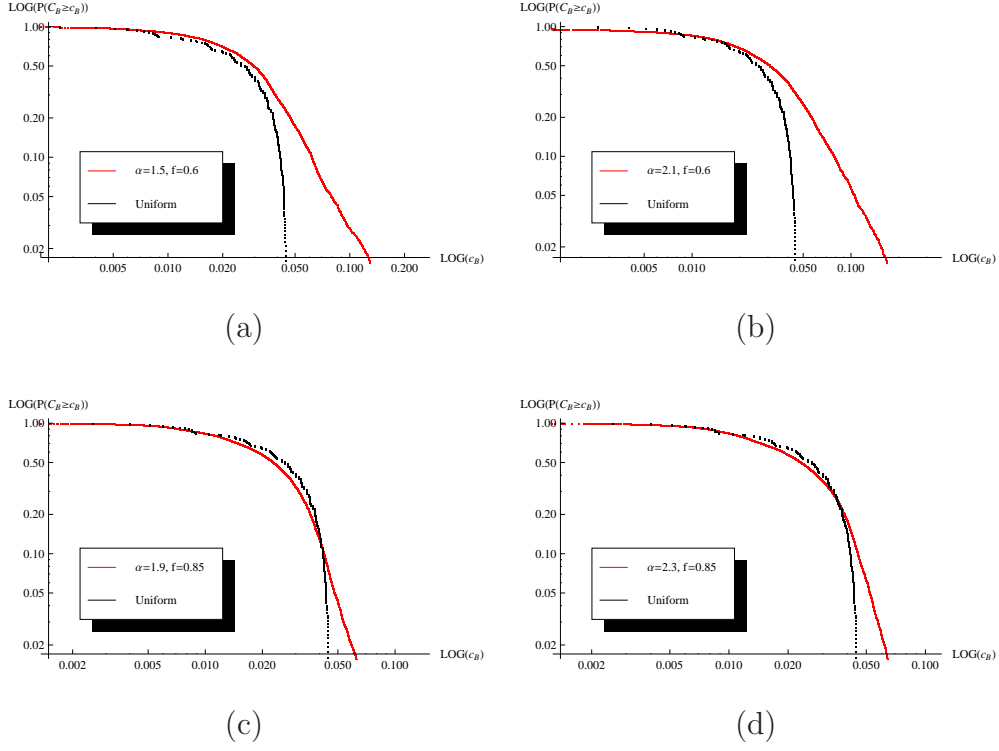 LOG(P(C_B≥c_B))
1.00
0.50
0.20
0.10
0.05
0.02
α=1.5, f=0.6
Uniform
0.005 0.010 0.020 0.050 0.100 0.200
LOG(c_B)
(a)
LOG(P(C_B≥c_B))
1.00
0.50
0.20
0.10
0.05
0.02
α=2.1, f=0.6
Uniform
0.005 0.010 0.050 0.100
LOG(c_B)
(b)
LOG(P(C_B≥c_B))
1.00
0.50
0.20
0.10
0.05
0.02
α=1.9, f=0.85
Uniform
0.002 0.005 0.010 0.020 0.050 0.100
LOG(c_B)
(c)
LOG(P(C_B≥c_B))
1.00
0.50
0.20
0.10
0.05
0.02
α=2.3, f=0.85
Uniform
0.002 0.005 0.010 0.020 0.050 0.100
LOG(c_B)
(d)